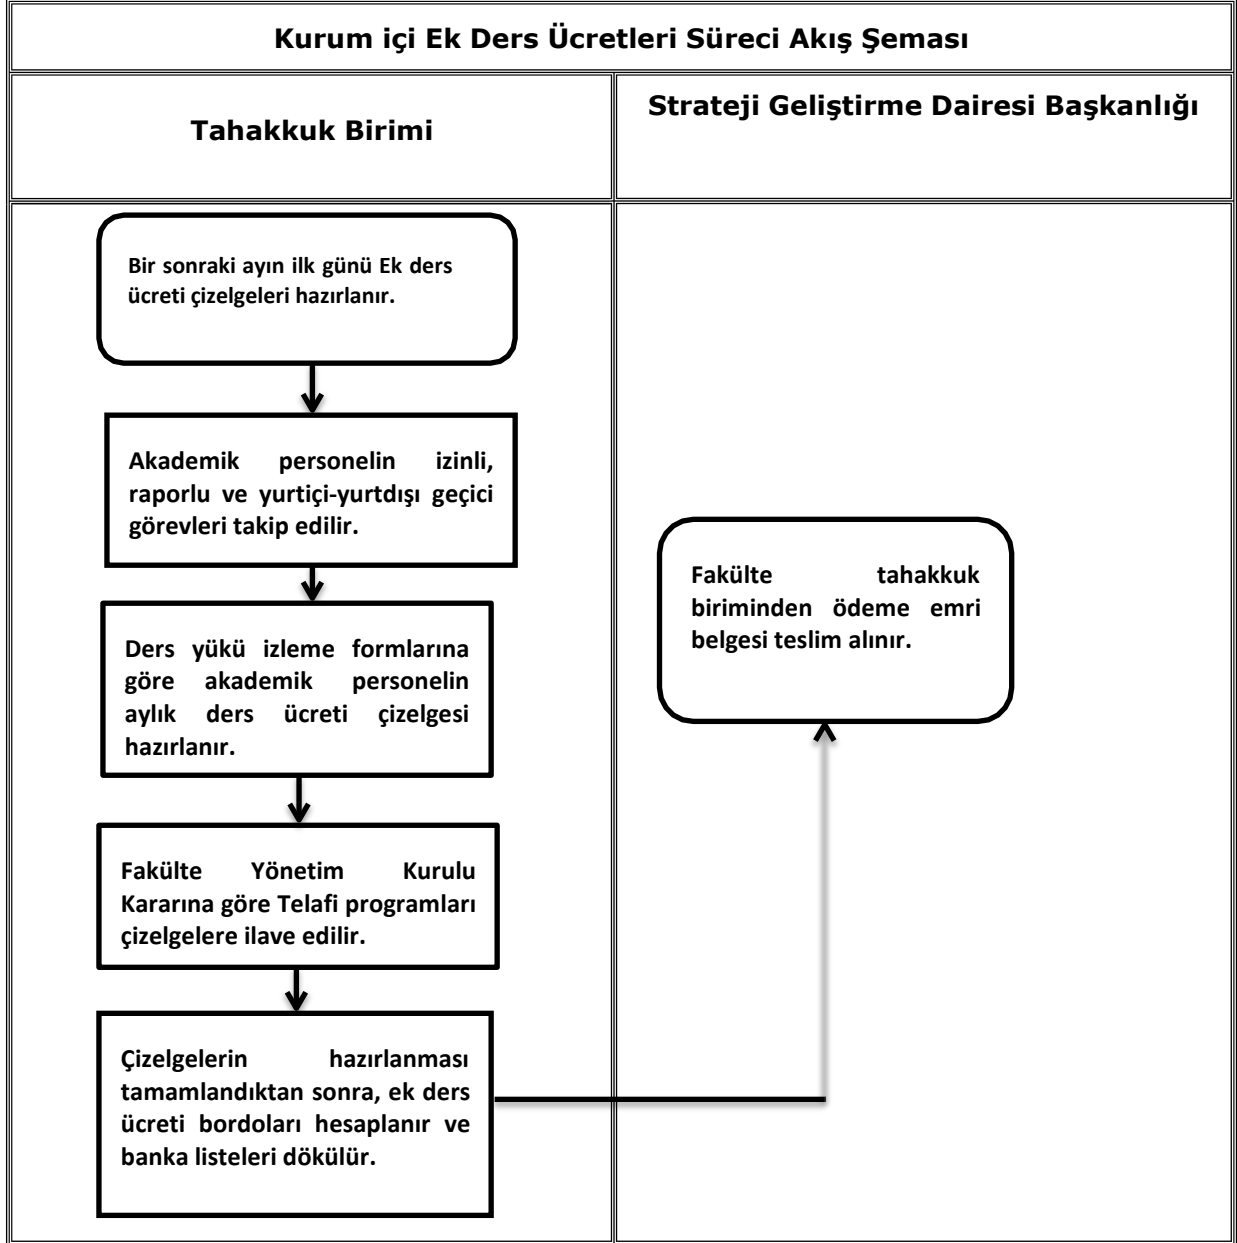 Kurum içi Ek Ders Ücretleri Süreci Akış Şeması
Tahakkuk Birimi
Strateji Geliştirme Dairesi Başkanlığı
Bir sonraki ayın ilk günü Ek ders
ücreti çizelgeleri hazırlanır.
Akademik personelin izinli,
raporlu ve yurtiçi-yurtdışı geçici
görevleri takip edilir.
Ders yükü izleme formlarına
göre akademik personelin
aylık ders ücreti çizelgesi
hazırlanır.
Fakülte Yönetim Kurulu
Kararına göre Telafi programları
çizelgelere ilave edilir.
Çizelgelerin hazırlanması
tamamlandıktan sonra, ek ders
ücreti bordoları hesaplanır ve
banka listeleri dökülür.
Fakülte tahakkuk
biriminden ödeme emri
belgesi teslim alınır.